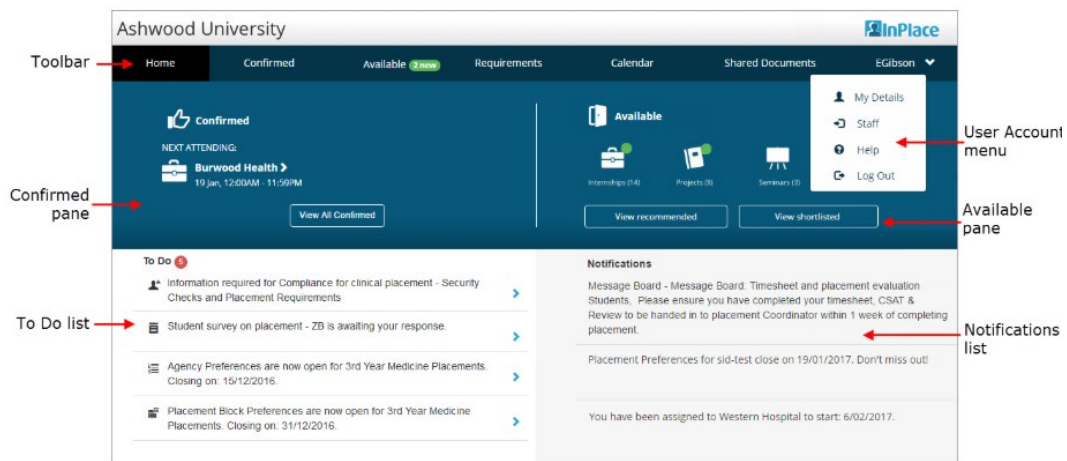 Ashwood University
InPlace
Toolbar
Home
Confirmed
Available 2 new
Requirements
Calendar
Shared Documents
EGibson
My Details
Staff
Help
Log Out
User Account
menu
Confirmed
NEXT ATTENDING:
Burwood Health
19 Jan, 12:00AM - 11:59PM
View All Confirmed
Confirmed
pane
Available
Internships (14)
Projects (8)
Seminars (3)
View recommended
View shortlisted
Available
pane
To Do 5
Information required for Compliance for clinical placement - Security
Checks and Placement Requirements
Student survey on placement - ZB is awaiting your response.
Agency Preferences are now open for 3rd Year Medicine Placements.
Closing on: 15/12/2016.
Placement Block Preferences are now open for 3rd Year Medicine
Placements. Closing on: 31/12/2016.
To Do list
Notifications
Message Board - Message Board: Timesheet and placement evaluation
Students, Please ensure you have completed your timesheet, CSAT &
Review to be handed in to placement Coordinator within 1 week of completing
placement.
Placement Preferences for sid-test close on 19/01/2017. Don't miss out!
You have been assigned to Western Hospital to start: 6/02/2017.
Notifications
list